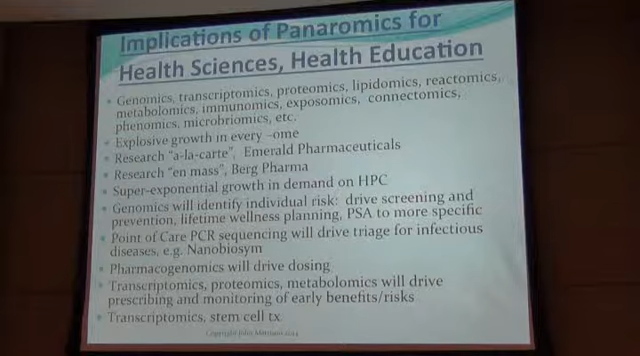 Implications of Panaromics for
Health Sciences, Health Education
Genomics, transcriptomics, proteomics, lipidomics, reactomics,
metabolomics, immunomics, exposomics, connectomics,
phenomics, microbriomics, etc.
Explosive growth in every –ome
Research "a-la-carte", Emerald Pharmaceuticals
Research "en mass", Berg Pharma
Super-exponential growth in demand on HPC
Genomics will identify individual risk: drive screening and
prevention, lifetime wellness planning, PSA to more specific
Point of Care PCR sequencing will drive triage for infectious
diseases, e.g. Nanobiosym
Pharmacogenomics will drive dosing
Transcriptomics, proteomics, metabolomics will drive
prescribing and monitoring of early benefits/risks
Transcriptomics, stem cell tx
Copyright John